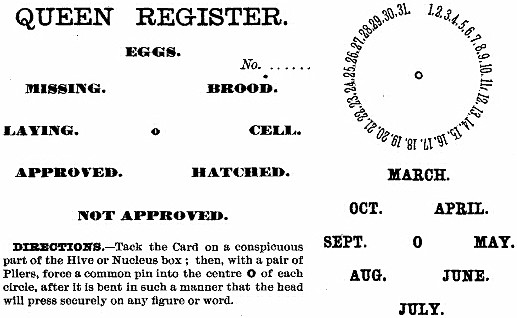 QUEEN REGISTER.
EGGS.
No. ......
MISSING. BROOD.
LAYING. o CELL.
APPROVED. HATCHED.
NOT APPROVED.
DIRECTIONS.—Tack the Card on a conspicuous
part of the Hive or Nucleus box ; then, with a pair of
Pliers, force a common pin into the centre O of each
circle, after it is bent in such a manner that the head
will press securely on any figure or word.
1.2.3.4.5.6.7.8.9.10.11.12.13.14.15.16.17.18.19.20.21.22.23.24.25.26.27.28.29.30.31.
O
MARCH.
OCT. APRIL.
SEPT. O MAY.
AUG. JUNE.
JULY.